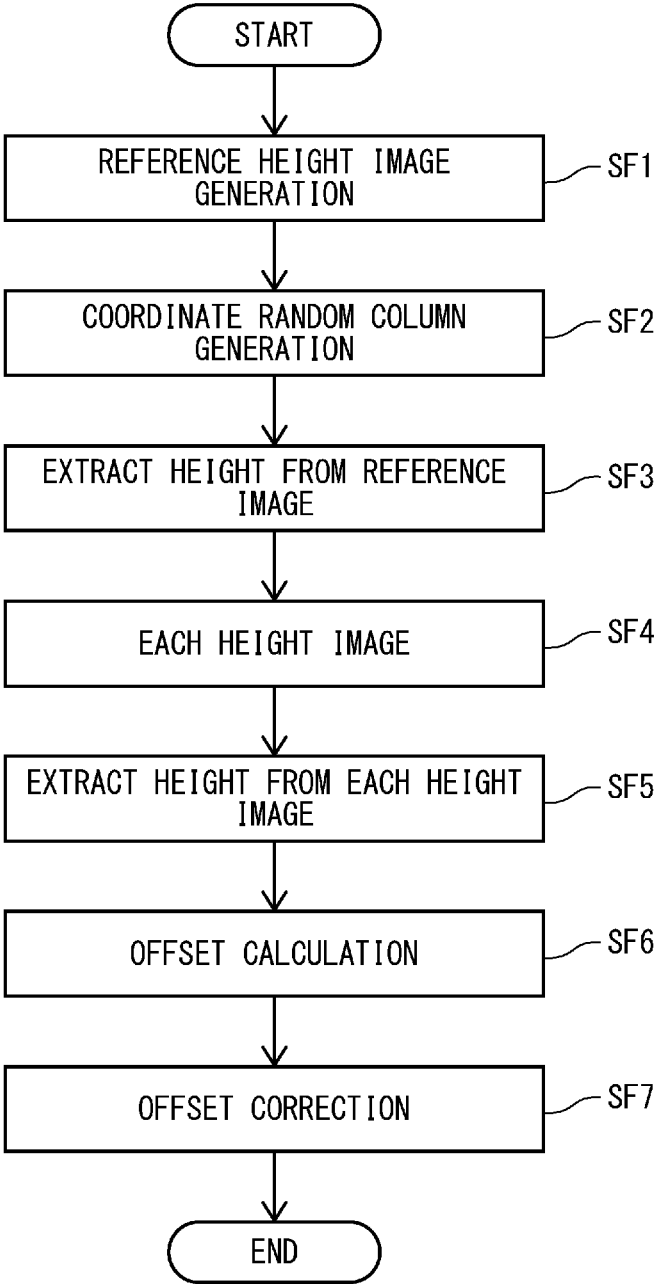 START
REFERENCE HEIGHT IMAGE
GENERATION
SF1
COORDINATE RANDOM COLUMN
GENERATION
SF2
EXTRACT HEIGHT FROM REFERENCE
IMAGE
SF3
EACH HEIGHT IMAGE
SF4
EXTRACT HEIGHT FROM EACH HEIGHT
IMAGE
SF5
OFFSET CALCULATION
SF6
OFFSET CORRECTION
SF7
END